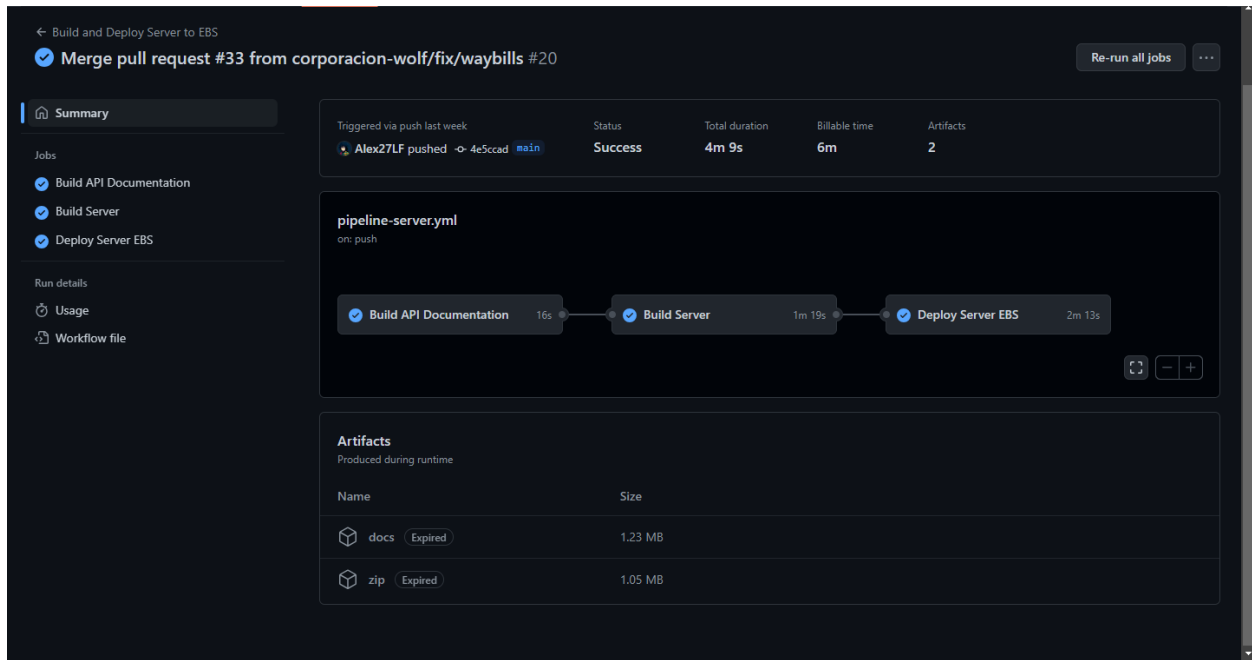 Build and Deploy Server to EBS
Merge pull request #33 from corporacion-wolf/fix/waybills #20
Re-run all jobs
Summary
Jobs
Build API Documentation
Build Server
Deploy Server EBS
Run details
Usage
Workflow file
Triggered via push last week
Alex27LF pushed 4e5ccad main
Status
Success
Total duration
4m 9s
Billable time
6m
Artifacts
2
pipeline-server.yml
on: push
Build API Documentation 16s
Build Server 1m 19s
Deploy Server EBS 2m 13s
Artifacts
Produced during runtime
Name Size
docs Expired 1.23 MB
zip Expired 1.05 MB